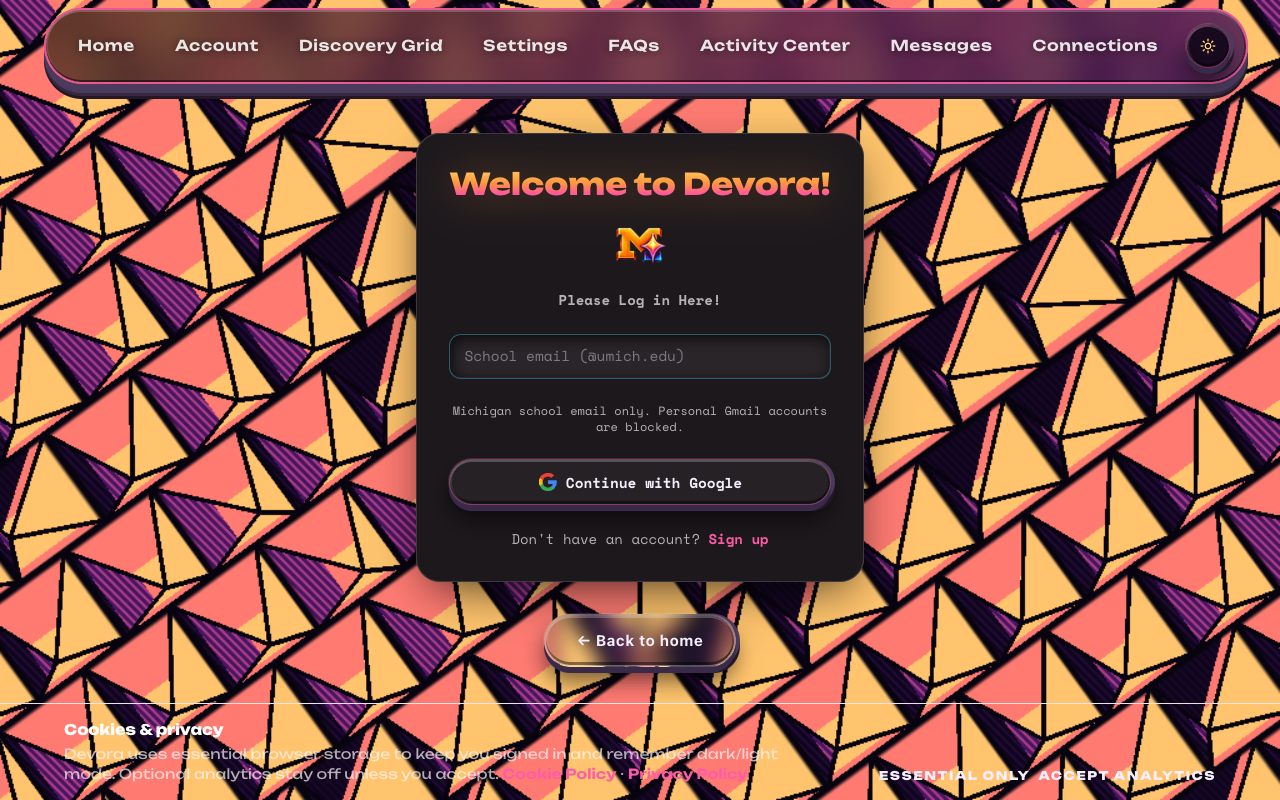 Home Account Discovery Grid Settings FAQs Activity Center Messages Connections
Welcome to Devora!
M
Please Log in Here!
School email (@umich.edu)
Michigan school email only. Personal Gmail accounts
are blocked.
Continue with Google
Don't have an account? Sign up
← Back to home
Cookies & privacy
Devora uses essential browser storage to keep you signed in and remember dark/light
mode. Optional analytics stay off unless you accept. Cookie Policy · Privacy Policy
ESSENTIAL ONLY ACCEPT ANALYTICS